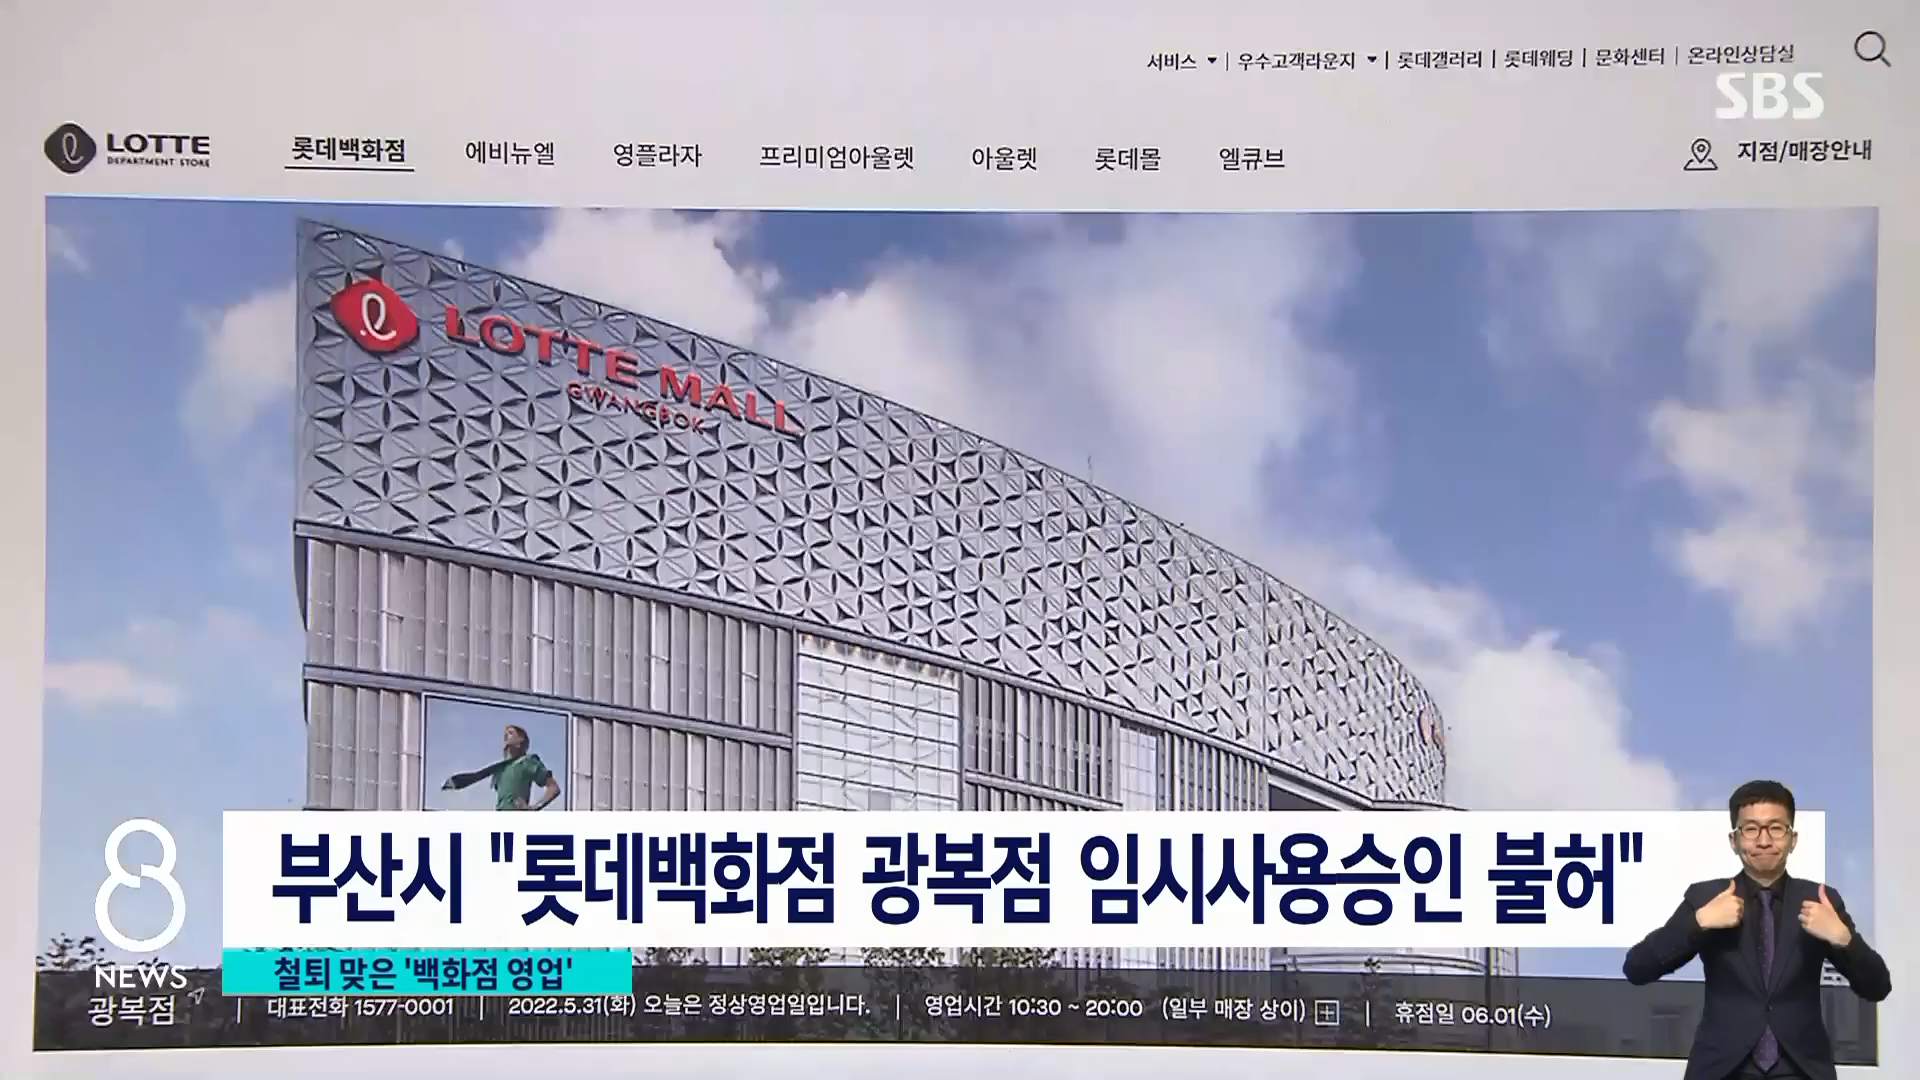 서비스 | 우수고객라운지 | 롯데갤러리 | 롯데웨딩 | 문화센터 | 온라인상담실
SBS
LOTTE
DEPARTMENT STORE
롯데백화점 에비뉴엘 영플라자 프리미엄아울렛 아울렛 롯데몰 엘큐브
지점/매장안내
LOTTE MALL
GWANGBOK
8
NEWS
부산시 "롯데백화점 광복점 임시사용승인 불허"
철퇴 맞은 '백화점 영업'
광복점 | 대표전화 1577-0001 | 2022.5.31(화) 오늘은 정상영업일입니다. | 영업시간 10:30 ~ 20:00 (일부 매장 상이) | 휴점일 06.01(수)